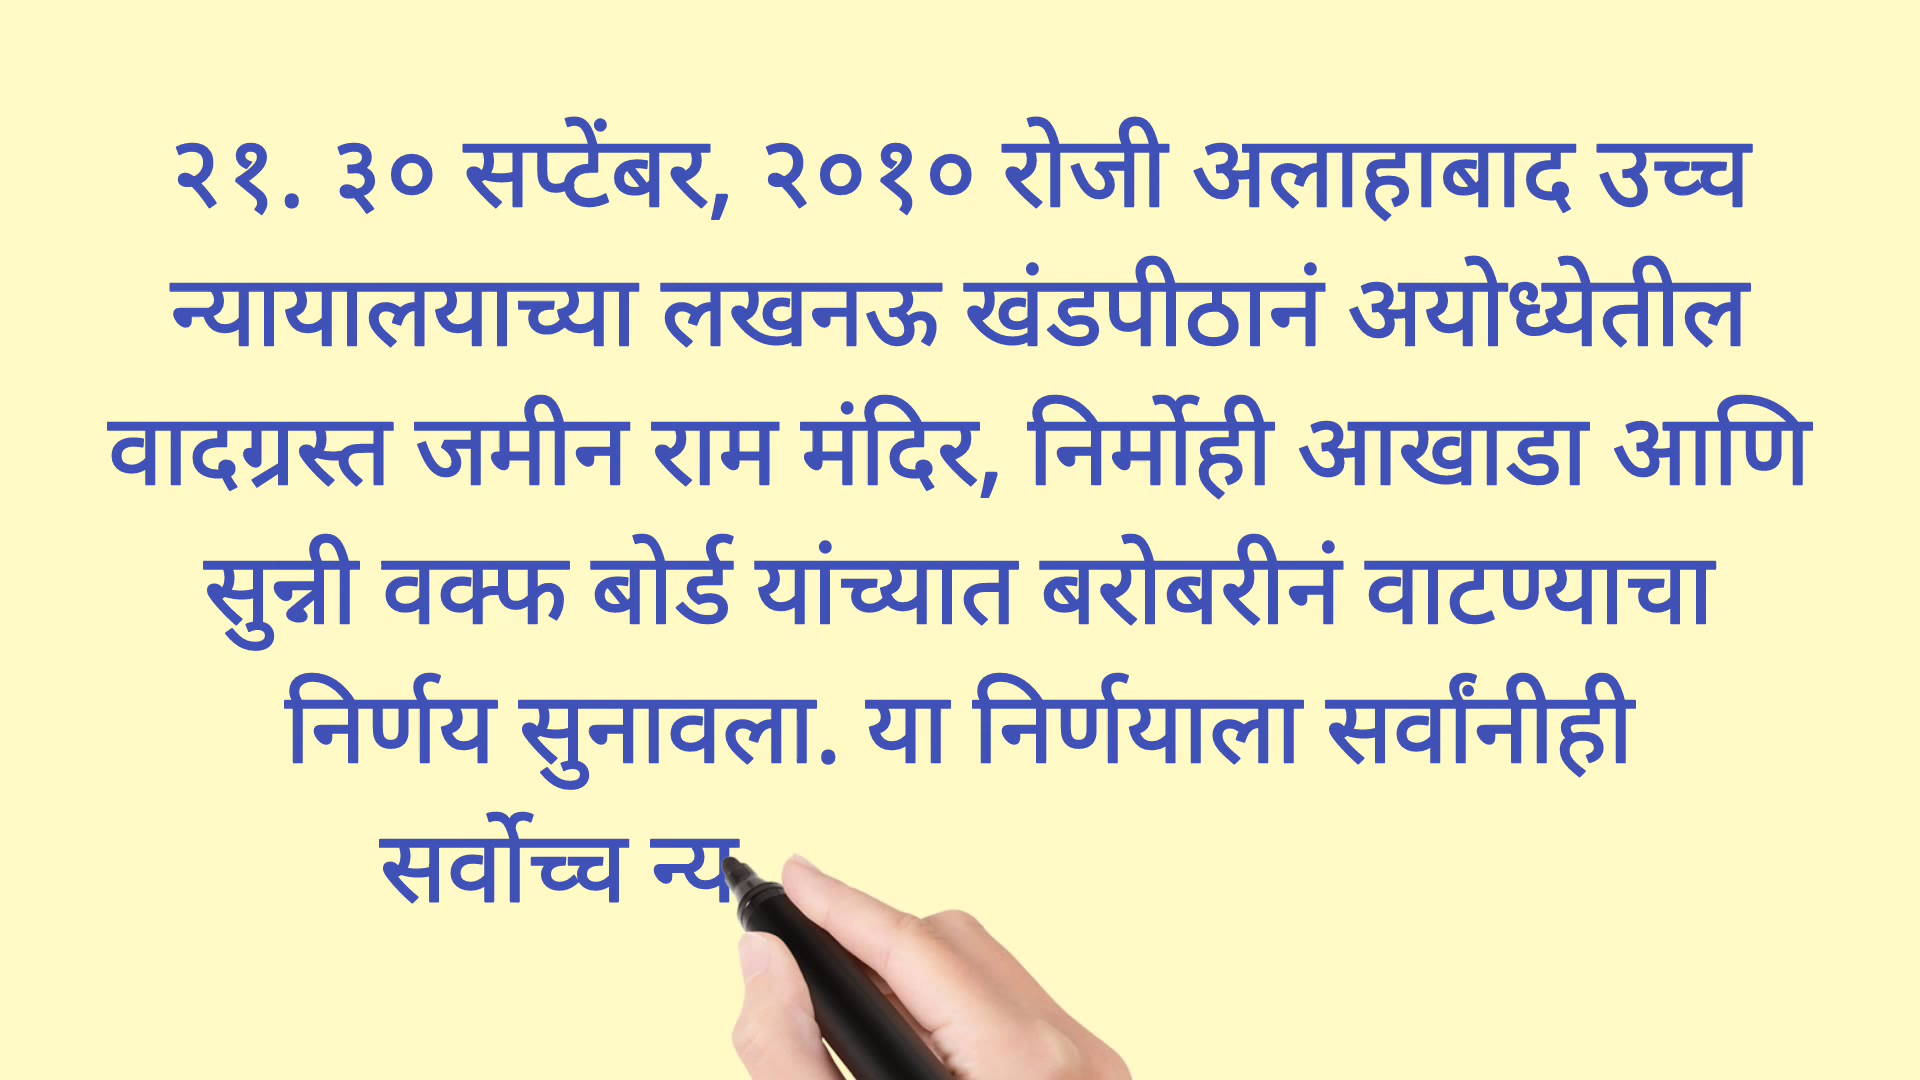 २१. ३० सप्टेंबर, २०१० रोजी अलाहाबाद उच्च
न्यायालयाच्या लखनऊ खंडपीठानं अयोध्येतील
वादग्रस्त जमीन राम मंदिर, निर्मोही आखाडा आणि
सुन्नी वक्फ बोर्ड यांच्यात बरोबरीनं वाटण्याचा
निर्णय सुनावला. या निर्णयाला सर्वांनीही
सर्वोच्च न्य